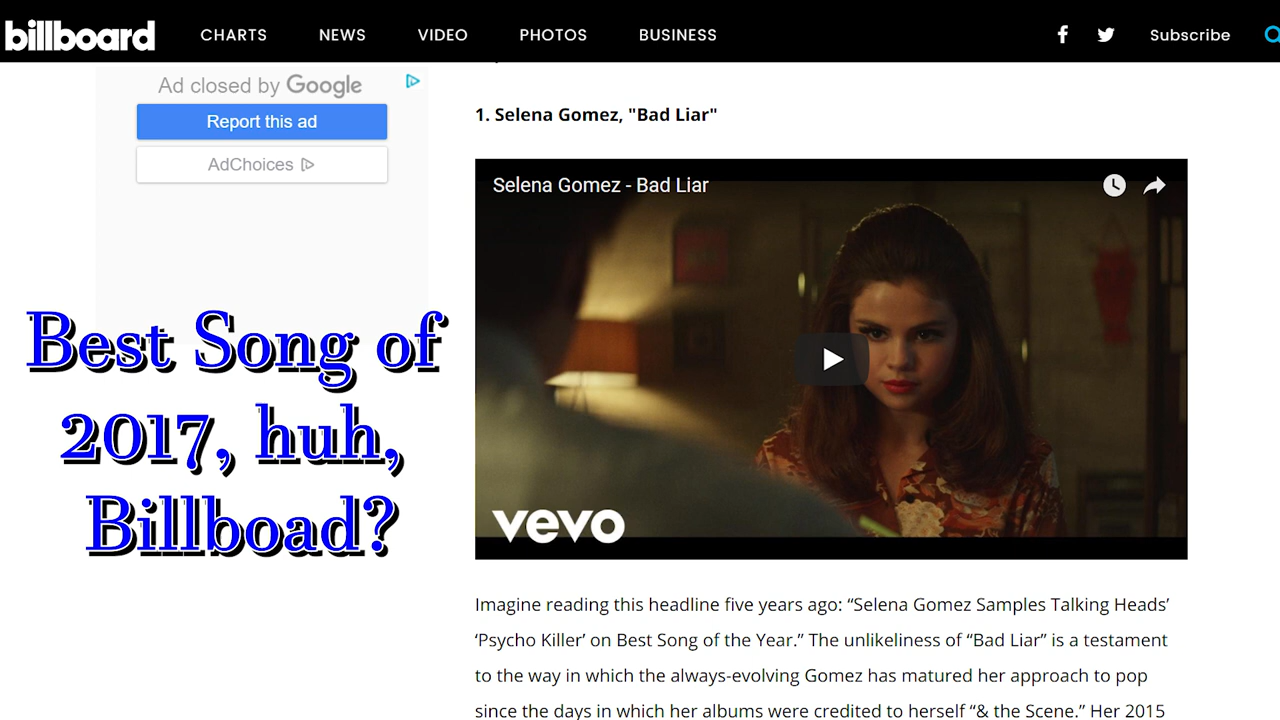 billboard CHARTS NEWS VIDEO PHOTOS BUSINESS Subscribe
Ad closed by Google
Report this ad
AdChoices
1. Selena Gomez, "Bad Liar"
Selena Gomez - Bad Liar
Best Song of
2017, huh,
Billboad?
vevo
Imagine reading this headline five years ago: “Selena Gomez Samples Talking Heads’
‘Psycho Killer’ on Best Song of the Year.” The unlikeliness of “Bad Liar” is a testament
to the way in which the always-evolving Gomez has matured her approach to pop
since the days in which her albums were credited to herself “& the Scene.” Her 2015